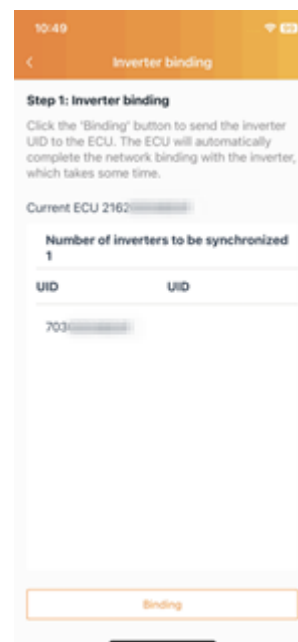 10:49
Inverter binding
Step 1: Inverter binding
Click the 'Binding' button to send the inverter
UID to the ECU. The ECU will automatically
complete the network binding with the inverter,
which takes some time.
Current ECU 2162
Number of inverters to be synchronized
1
UID UID
703
Binding